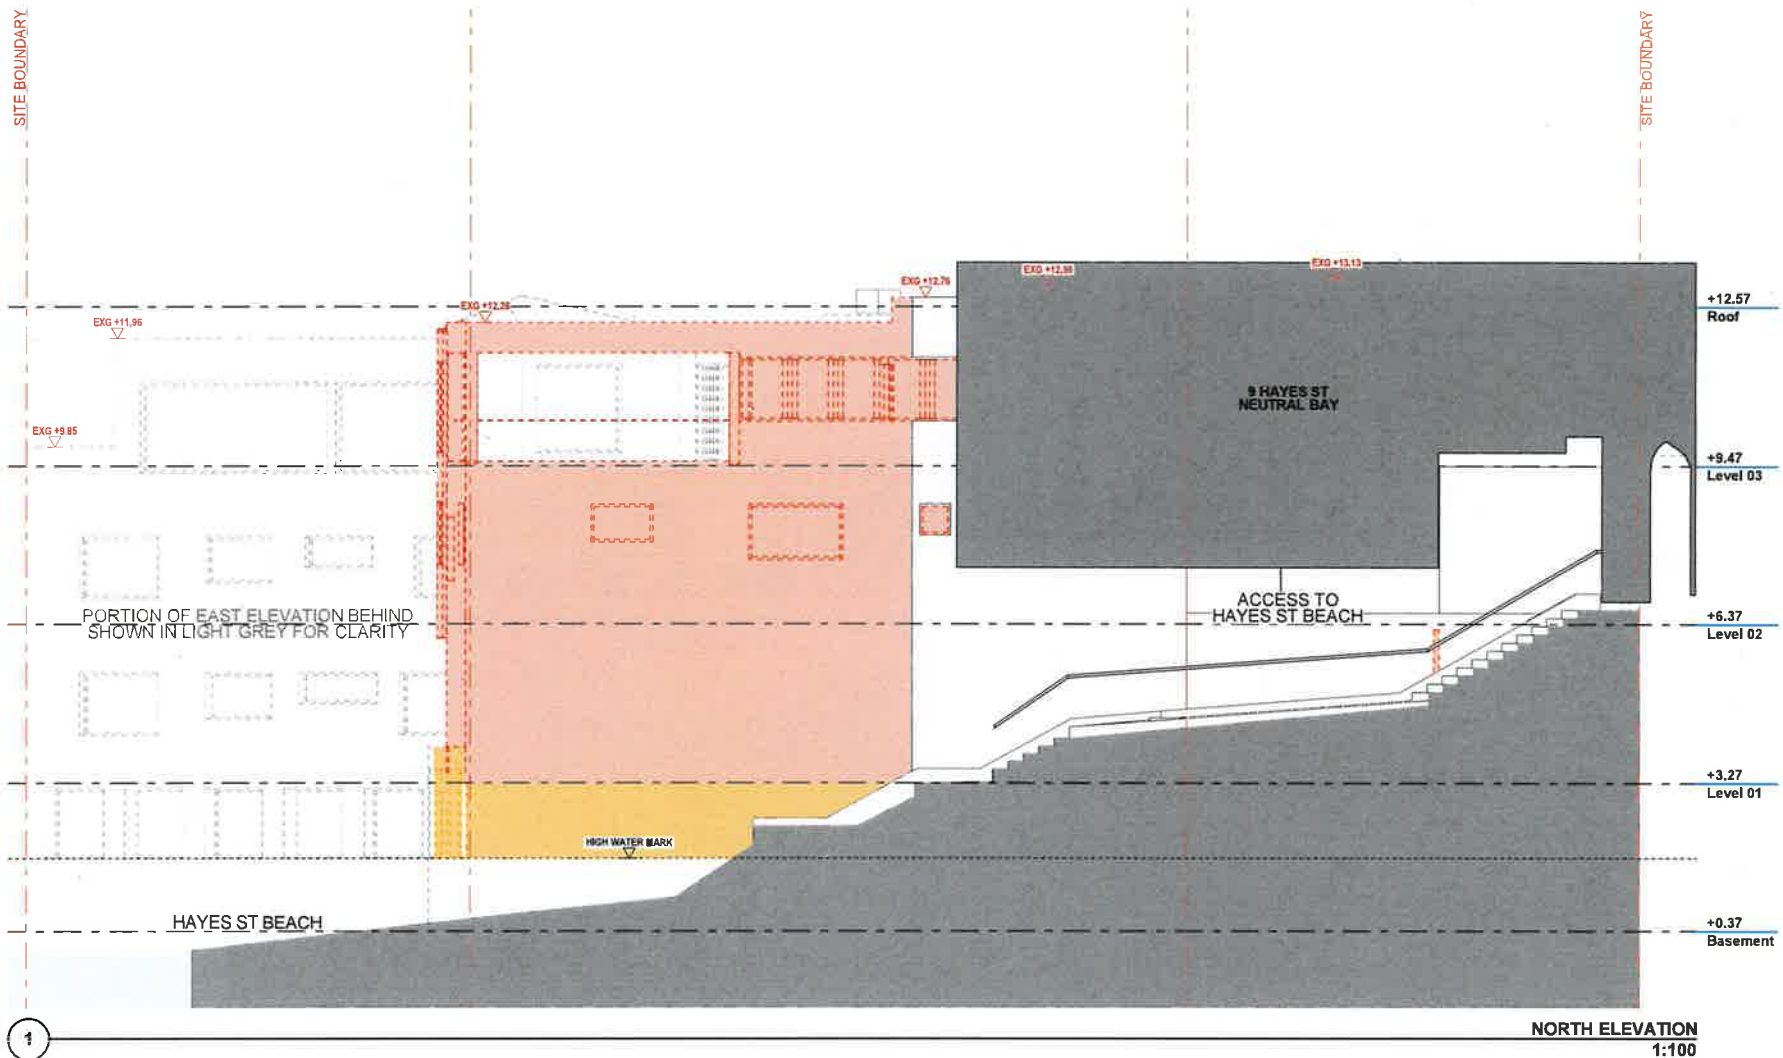 SITE BOUNDARY
SITE BOUNDARY
EXG +11,96
EXG +9.85
EXG +12.76
EXG +13.13
+12.57
Roof
9 HAYES ST
NEUTRAL BAY
+9.47
Level 03
PORTION OF EAST ELEVATION BEHIND
SHOWN IN LIGHT GREY FOR CLARITY
ACCESS TO
HAYES ST BEACH
+6.37
Level 02
+3,27
Level 01
HIGH WATER MARK
HAYES ST BEACH
+0.37
Basement
1
NORTH ELEVATION
1:100